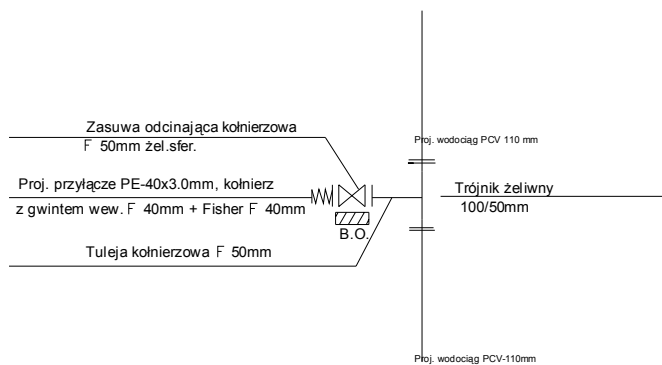 Zasuwa odcinająca kołnierzowa
F 50mm żel.sfer.
Proj. wodociąg PCV 110 mm
Proj. przyłącze PE-40x3.0mm, kołnierz
z gwintem wew. F 40mm + Fisher F 40mm
Trójnik żeliwny
100/50mm
B.O.
Tuleja kołnierzowa F 50mm
Proj. wodociąg PCV-110mm